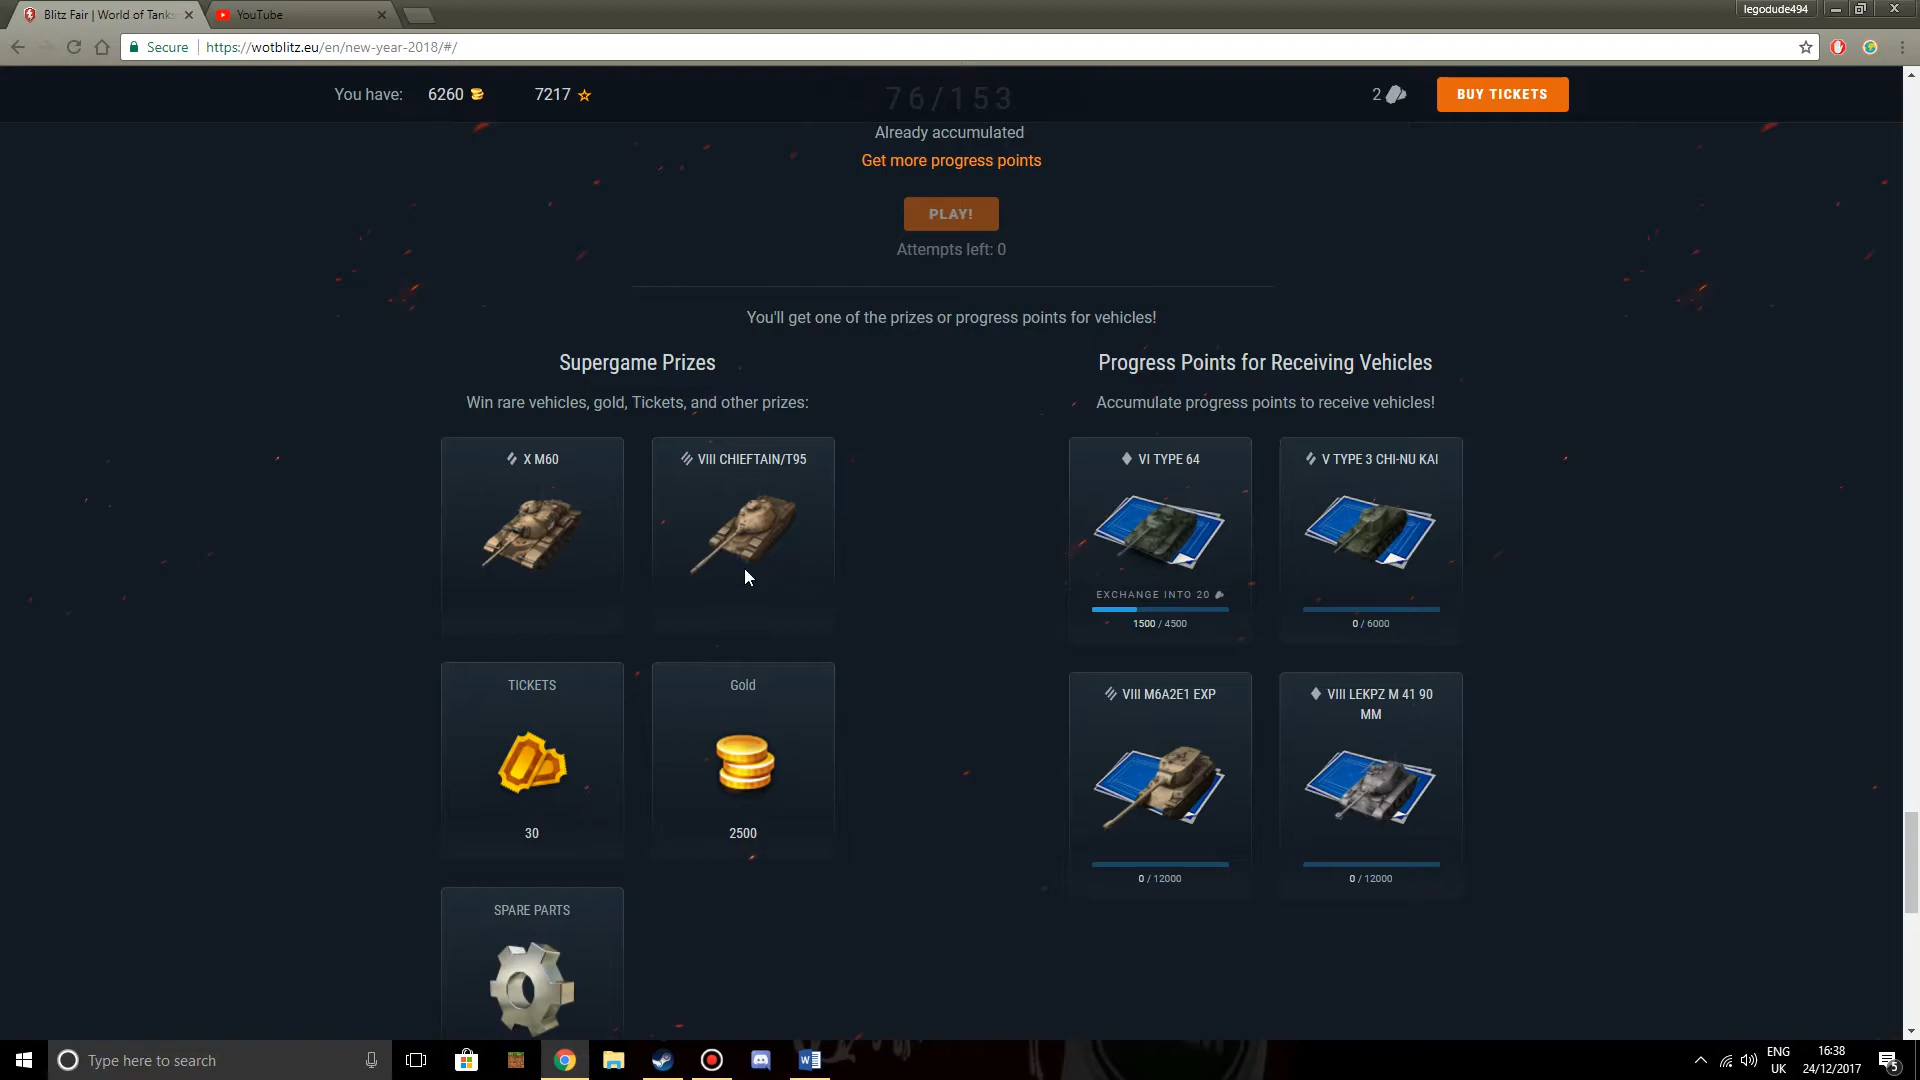 Blitz Fair | World of Tanks
YouTube
legodude494
Secure
https://wotblitz.eu/en/new-year-2018/#/
You have: 6260 7217
76/153
2
BUY TICKETS
Already accumulated
Get more progress points
PLAY!
Attempts left: 0
You'll get one of the prizes or progress points for vehicles!
Supergame Prizes
Win rare vehicles, gold, Tickets, and other prizes:
X M60
VIII CHIEFTAIN/T95
TICKETS
30
Gold
2500
SPARE PARTS
Progress Points for Receiving Vehicles
Accumulate progress points to receive vehicles!
VI TYPE 64
EXCHANGE INTO 20
1500 / 4500
V TYPE 3 CHI-NU KAI
0 / 6000
VIII M6A2E1 EXP
0 / 12000
VIII LEKPZ M 41 90
MM
0 / 12000
Type here to search
ENG
UK
16:38
24/12/2017
5